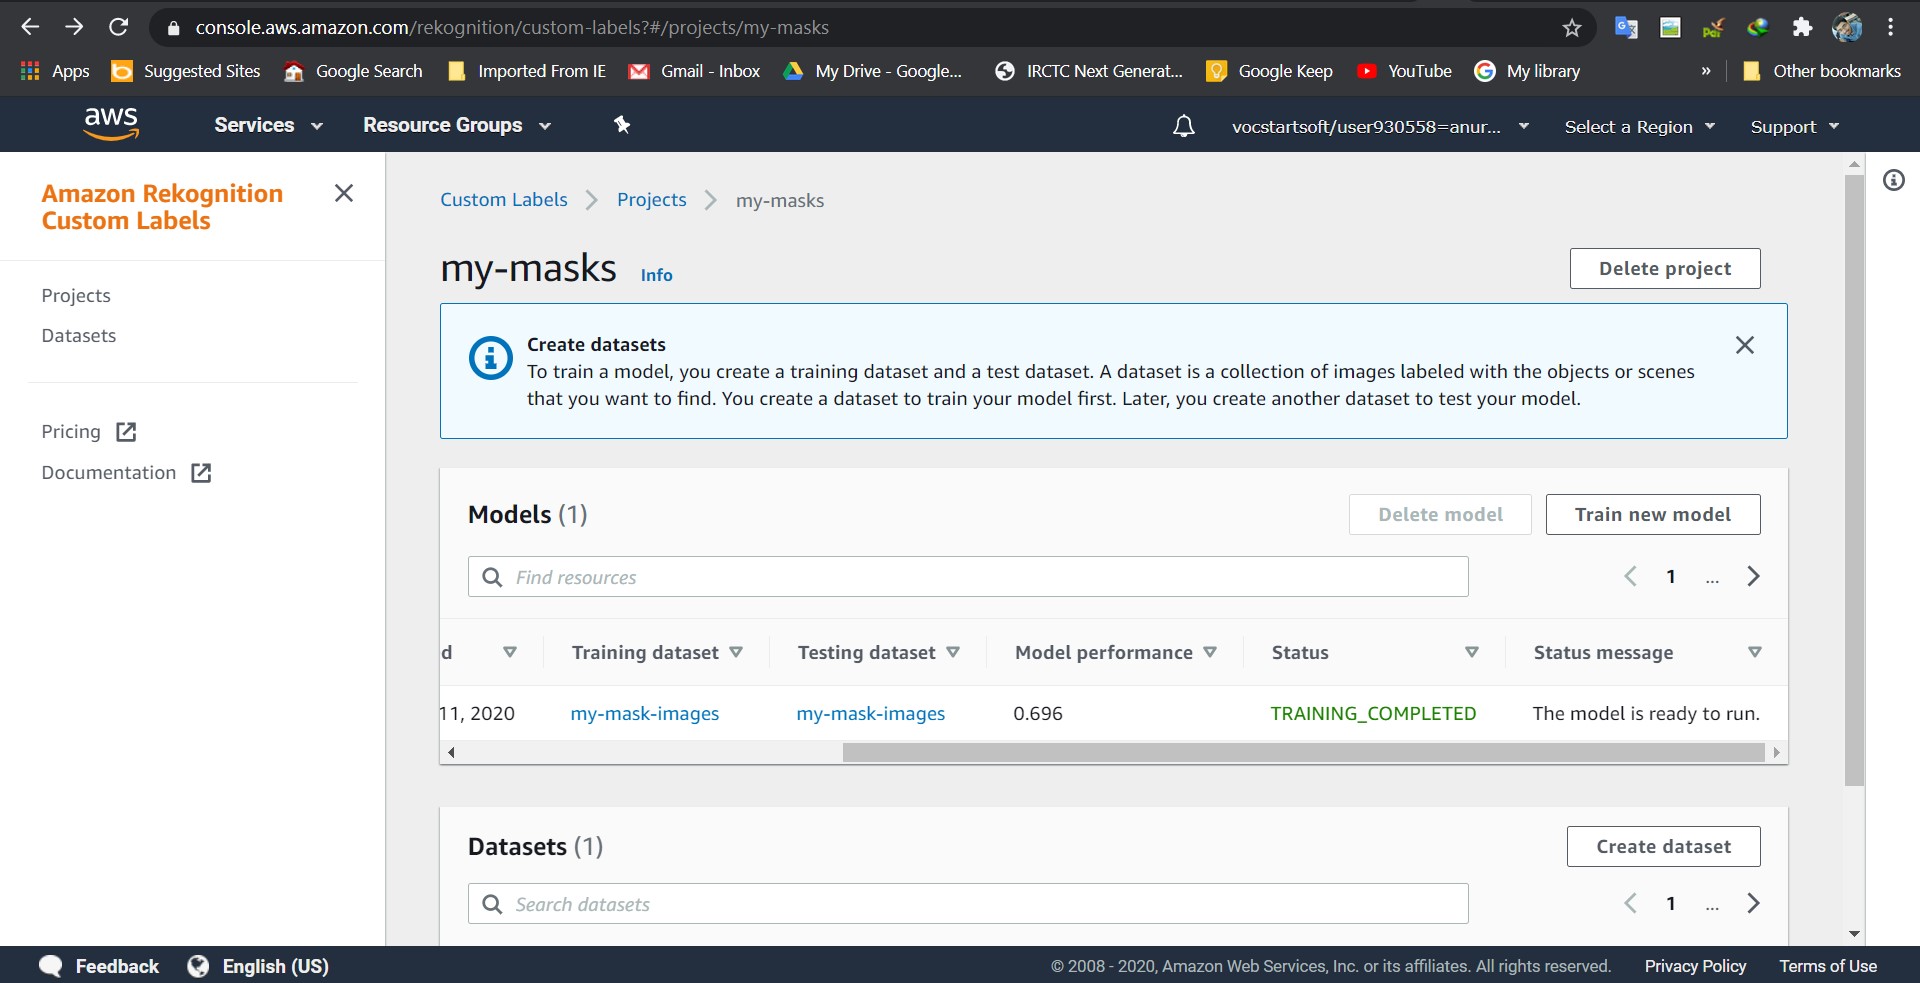 console.aws.amazon.com/rekognition/custom-labels?#/projects/my-masks
Apps Suggested Sites Google Search Imported From IE Gmail - Inbox My Drive - Google... IRCTC Next Generat... Google Keep YouTube My library » Other bookmarks
aws Services Resource Groups vocstartsoft/user930558=anur... Select a Region Support
Amazon Rekognition
Custom Labels
Projects
Datasets
Pricing
Documentation
Custom Labels Projects my-masks
my-masks Info Delete project
Create datasets
To train a model, you create a training dataset and a test dataset. A dataset is a collection of images labeled with the objects or scenes
that you want to find. You create a dataset to train your model first. Later, you create another dataset to test your model.
Models (1) Delete model Train new model
Find resources 1 ...
d Training dataset Testing dataset Model performance Status Status message
11, 2020 my-mask-images my-mask-images 0.696 TRAINING_COMPLETED The model is ready to run.
Datasets (1) Create dataset
Search datasets 1 ...
Feedback English (US) © 2008 - 2020, Amazon Web Services, Inc. or its affiliates. All rights reserved. Privacy Policy Terms of Use